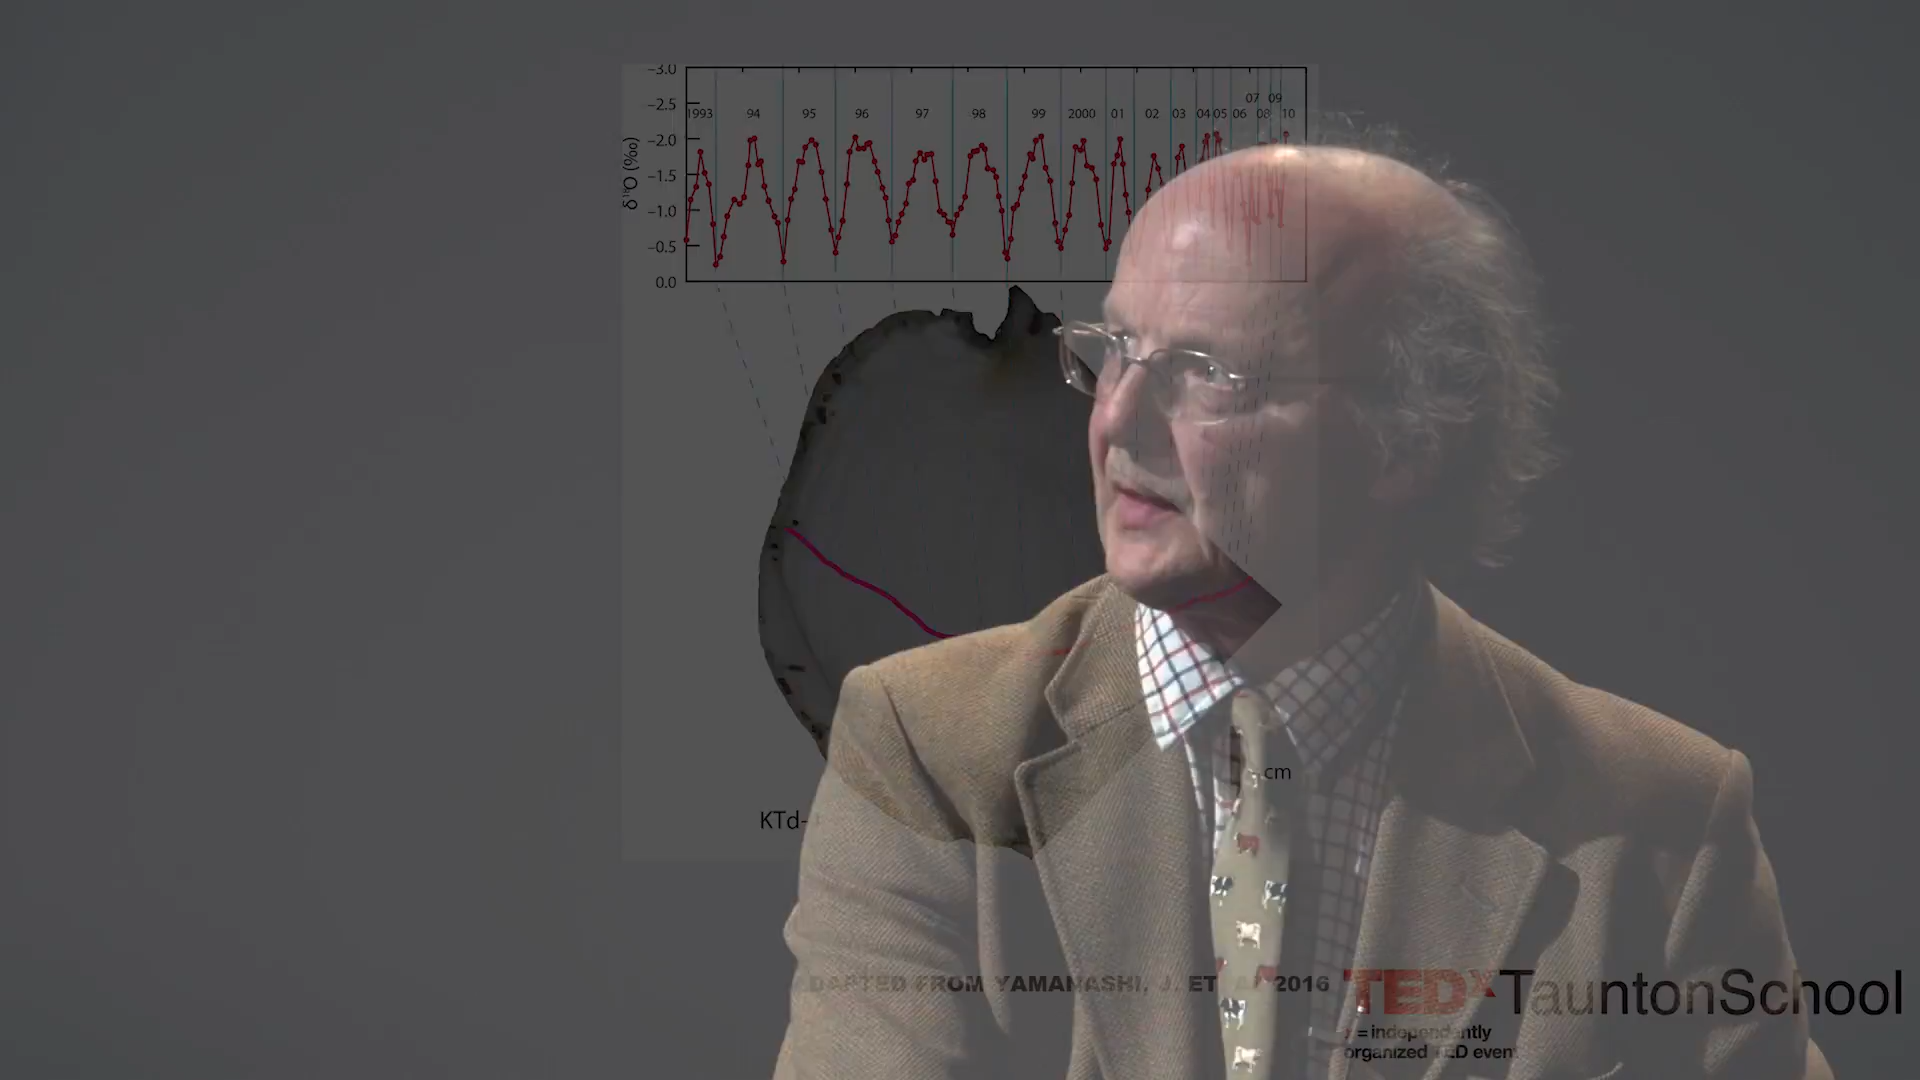 -3.0
-2.5
-2.0
-1.5
-1.0
-0.5
0.0
δ¹⁸O (‰)
07 09
1993 94 95 96 97 98 99 2000 01 02 03 04 05 06 08 10
cm
KTd-
ADAPTED FROM YAMANASHI, J. ET AL 2016
TEDxTauntonSchool
x = independently
organized TED event